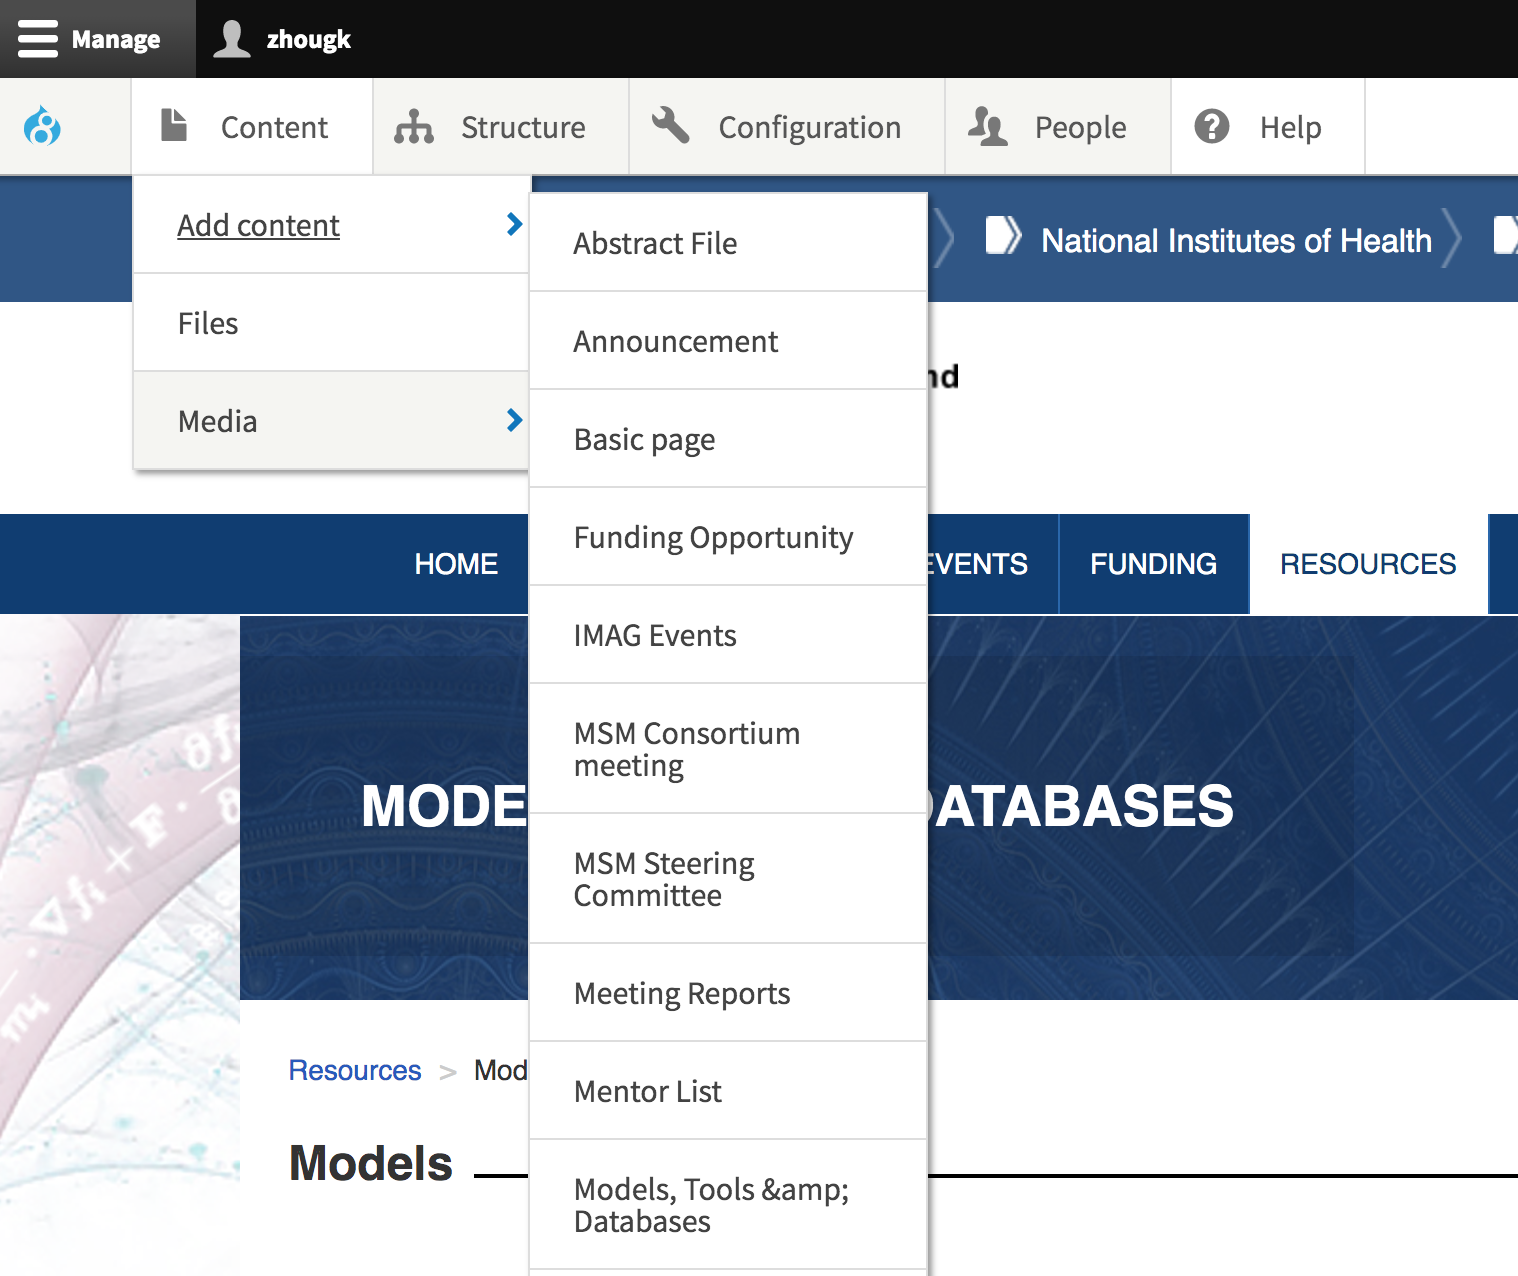 Manage
zhougk
Content
Structure
Configuration
People
Help
Add content
Files
Media
Abstract File
Announcement
Basic page
Funding Opportunity
IMAG Events
MSM Consortium
meeting
MSM Steering
Committee
Meeting Reports
Mentor List
Models, Tools &amp;
Databases
National Institutes of Health
nd
HOME
EVENTS
FUNDING
RESOURCES
MODE
DATABASES
Resources > Mod
Models